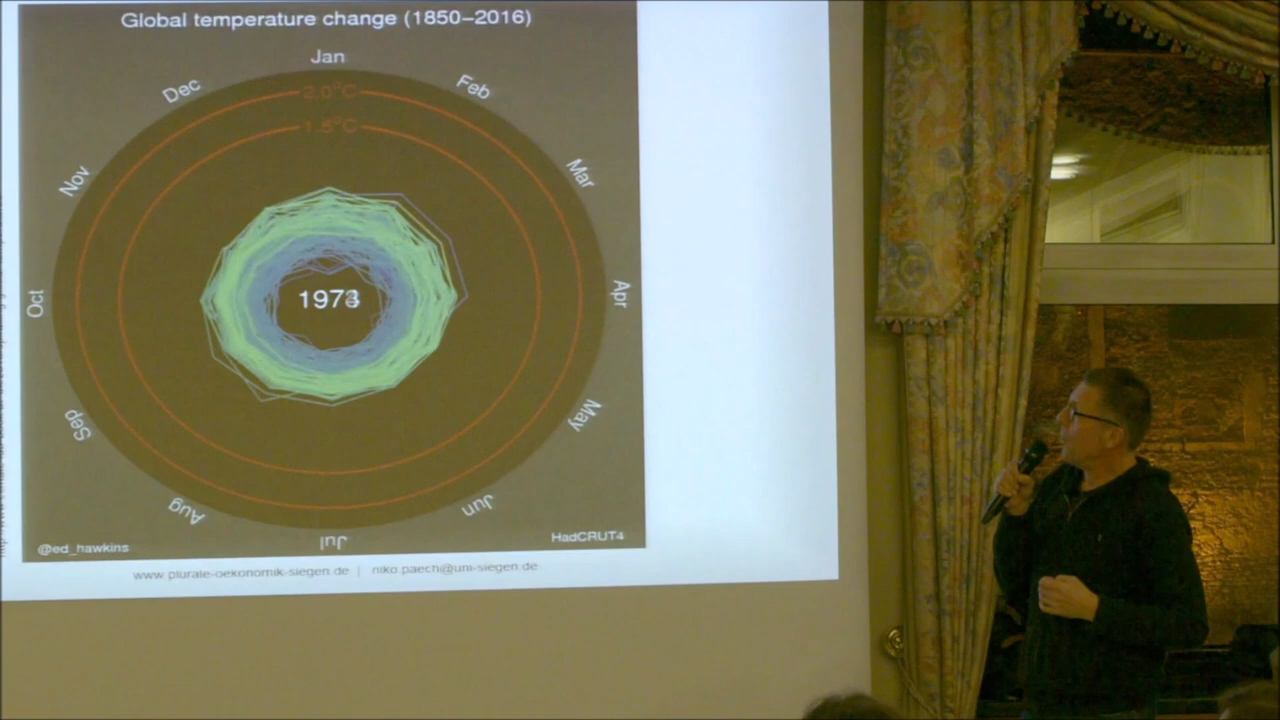 Global temperature change (1850–2016)
Jan
Feb
Mar
Apr
May
Jun
Jul
Aug
Sep
Oct
Nov
Dec
2.0°C
1.5°C
@ed_hawkins
HadCRUT4
www.plurale-oekonomik-siegen.de | niko.paech@uni-siegen.de